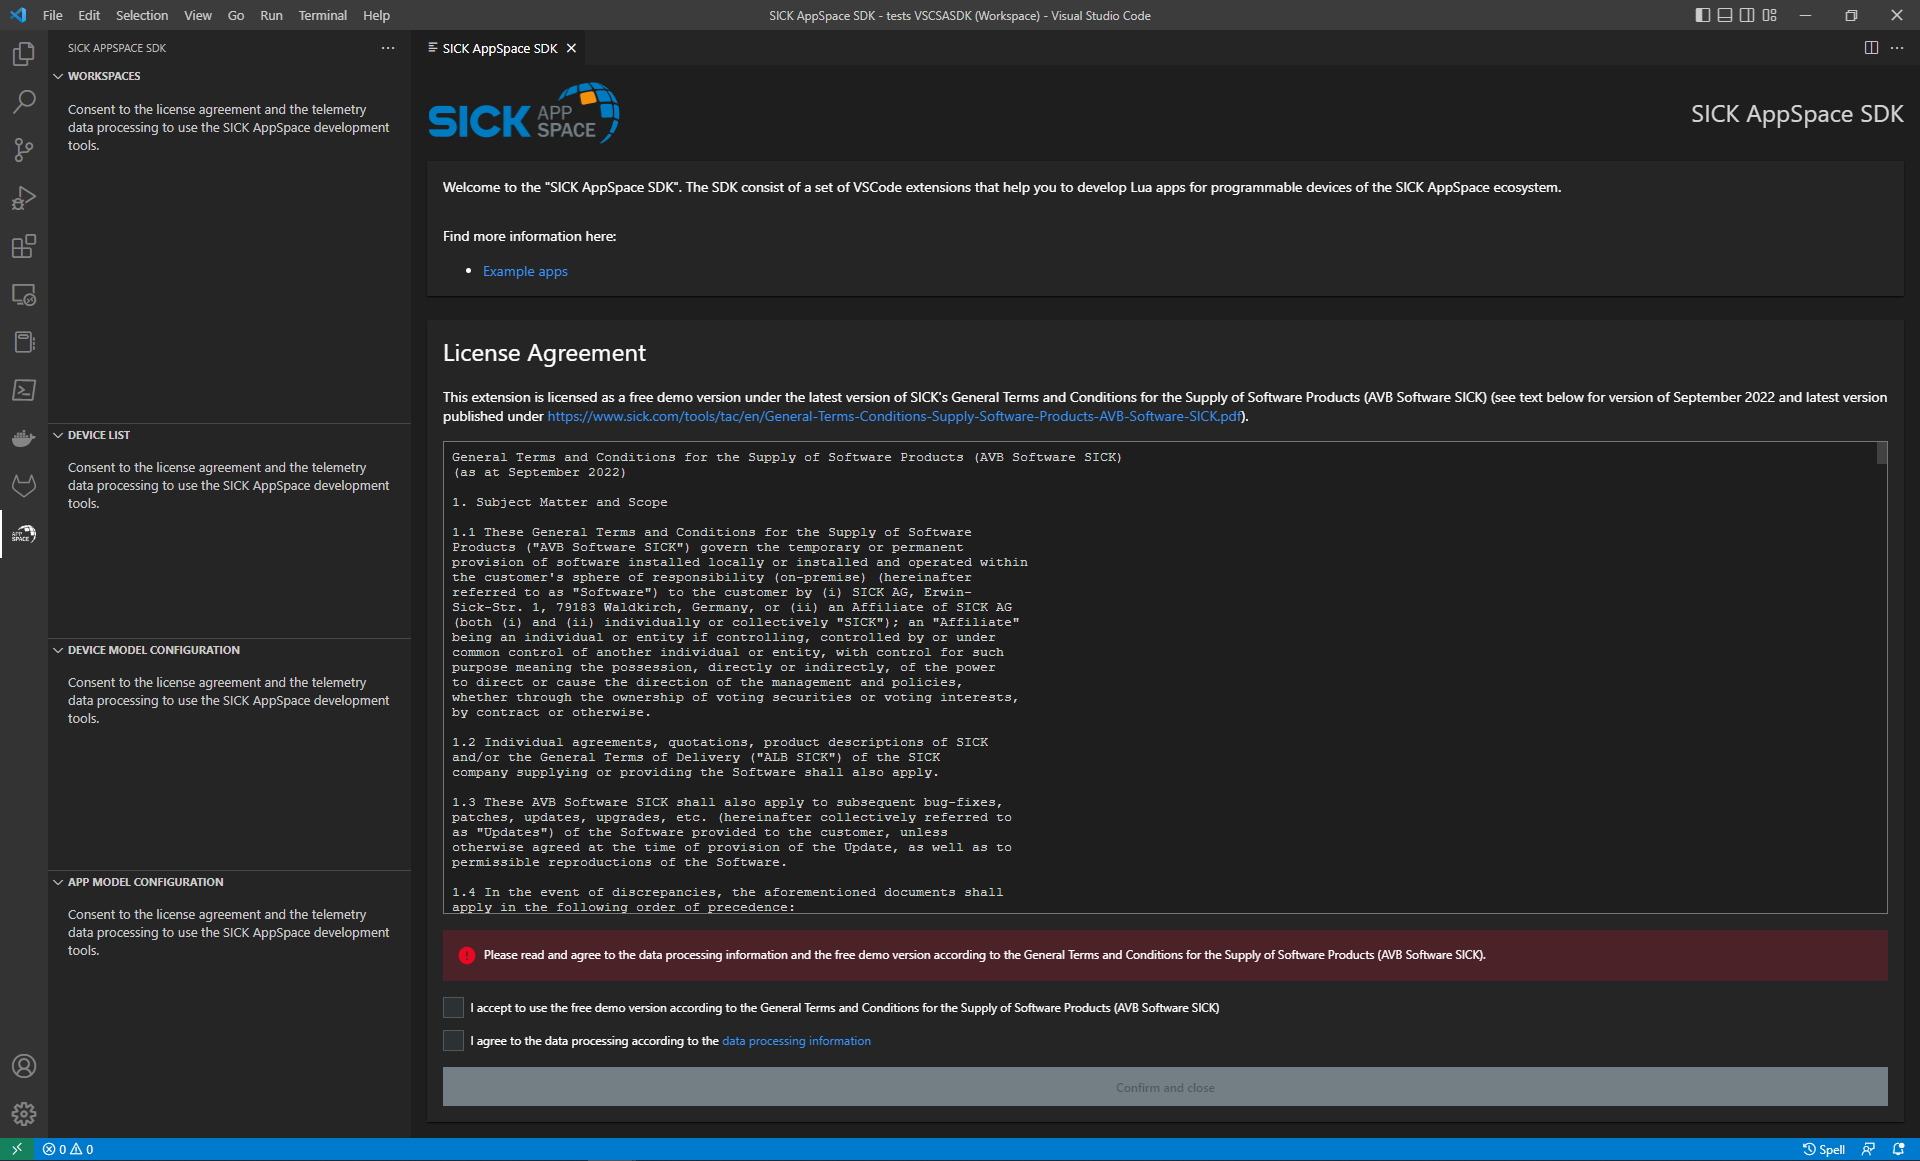 File Edit Selection View Go Run Terminal Help
SICK AppSpace SDK - tests VSCSASDK (Workspace) - Visual Studio Code
SICK APPSPACE SDK
WORKSPACES
Consent to the license agreement and the telemetry
data processing to use the SICK AppSpace development
tools.
DEVICE LIST
Consent to the license agreement and the telemetry
data processing to use the SICK AppSpace development
tools.
DEVICE MODEL CONFIGURATION
Consent to the license agreement and the telemetry
data processing to use the SICK AppSpace development
tools.
APP MODEL CONFIGURATION
Consent to the license agreement and the telemetry
data processing to use the SICK AppSpace development
tools.
APP
SPACE
SICK AppSpace SDK
SICK APP
SPACE
SICK AppSpace SDK
Welcome to the "SICK AppSpace SDK". The SDK consist of a set of VSCode extensions that help you to develop Lua apps for programmable devices of the SICK AppSpace ecosystem.
Find more information here:
• Example apps
License Agreement
This extension is licensed as a free demo version under the latest version of SICK's General Terms and Conditions for the Supply of Software Products (AVB Software SICK) (see text below for version of September 2022 and latest version
published under https://www.sick.com/tools/tac/en/General-Terms-Conditions-Supply-Software-Products-AVB-Software-SICK.pdf).
General Terms and Conditions for the Supply of Software Products (AVB Software SICK)
(as at September 2022)
1. Subject Matter and Scope
1.1 These General Terms and Conditions for the Supply of Software
Products ("AVB Software SICK") govern the temporary or permanent
provision of software installed locally or installed and operated within
the customer's sphere of responsibility (on-premise) (hereinafter
referred to as "Software") to the customer by (i) SICK AG, Erwin-
Sick-Str. 1, 79183 Waldkirch, Germany, or (ii) an Affiliate of SICK AG
(both (i) and (ii) individually or collectively "SICK"); an "Affiliate"
being an individual or entity if controlling, controlled by or under
common control of another individual or entity, with control for such
purpose meaning the possession, directly or indirectly, of the power
to direct or cause the direction of the management and policies,
whether through the ownership of voting securities or voting interests,
by contract or otherwise.
1.2 Individual agreements, quotations, product descriptions of SICK
and/or the General Terms of Delivery ("ALB SICK") of the SICK
company supplying or providing the Software shall also apply.
1.3 These AVB Software SICK shall also apply to subsequent bug-fixes,
patches, updates, upgrades, etc. (hereinafter collectively referred to
as "Updates") of the Software provided to the customer, unless
otherwise agreed at the time of provision of the Update, as well as to
permissible reproductions of the Software.
1.4 In the event of discrepancies, the aforementioned documents shall
apply in the following order of precedence:
Please read and agree to the data processing information and the free demo version according to the General Terms and Conditions for the Supply of Software Products (AVB Software SICK).
I accept to use the free demo version according to the General Terms and Conditions for the Supply of Software Products (AVB Software SICK)
I agree to the data processing according to the data processing information
Confirm and close
0 0
Spell